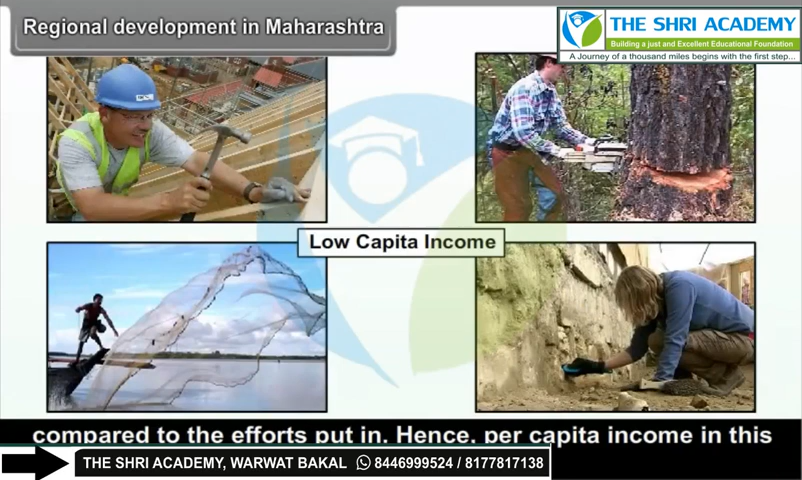 Regional development in Maharashtra
THE SHRI ACADEMY
Building a just and Excellent Educational Foundation
A Journey of a thousand miles begins with the first step...
Low Capita Income
compared to the efforts put in. Hence, per capita income in this
THE SHRI ACADEMY, WARWAT BAKAL 8446999524 / 8177817138